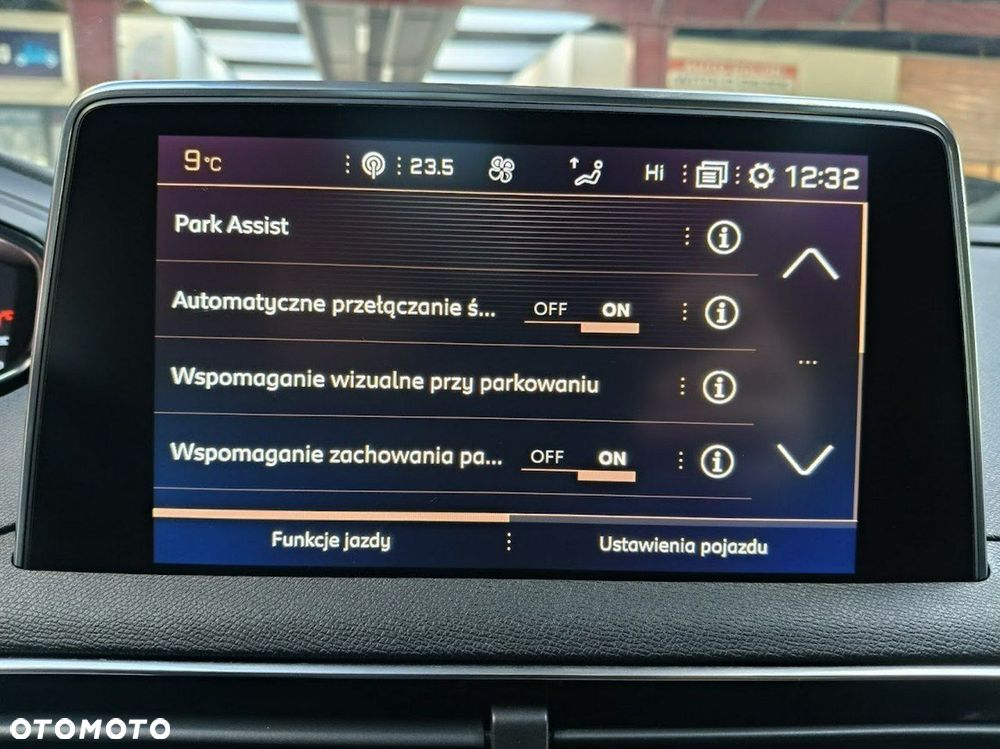 9°C 23.5 Hi 12:32
Park Assist
Automatyczne przełączanie ś... OFF ON
Wspomaganie wizualne przy parkowaniu
Wspomaganie zachowania pa... OFF ON
Funkcje jazdy Ustawienia pojazdu
OTOMOTO